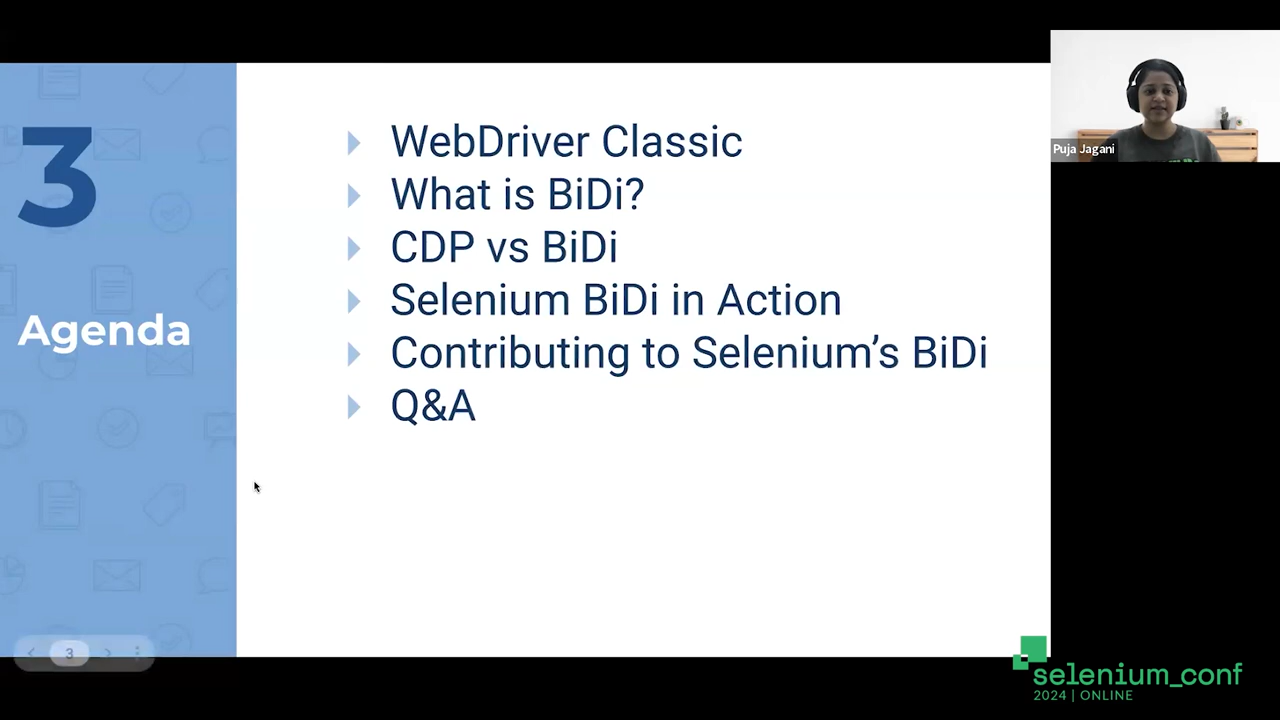 3
Agenda
WebDriver Classic
What is BiDi?
CDP vs BiDi
Selenium BiDi in Action
Contributing to Selenium’s BiDi
Q&A
3
Puja Jagani
selenium_conf
2024 | ONLINE